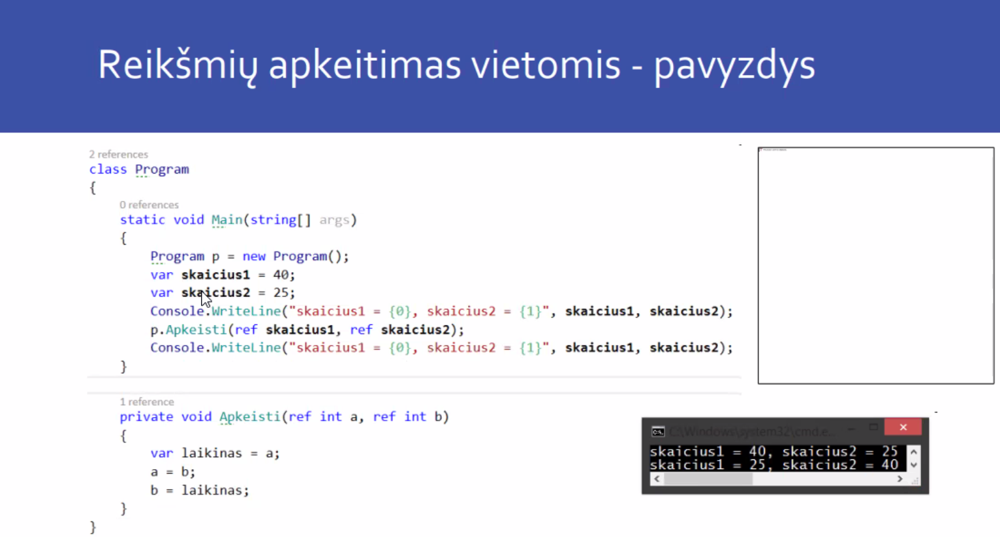 Reikšmių apkeitimas vietomis - pavyzdys
2 references
class Program
{
0 references
static void Main(string[] args)
{
Program p = new Program();
var skaicius1 = 40;
var skaicius2 = 25;
Console.WriteLine("skaicius1 = {0}, skaicius2 = {1}", skaicius1, skaicius2);
p.Apkeisti(ref skaicius1, ref skaicius2);
Console.WriteLine("skaicius1 = {0}, skaicius2 = {1}", skaicius1, skaicius2);
}
1 reference
private void Apkeisti(ref int a, ref int b)
{
var laikinas = a;
a = b;
b = laikinas;
}
}
C:\Windows\system32\cmd.e...
skaicius1 = 40, skaicius2 = 25
skaicius1 = 25, skaicius2 = 40